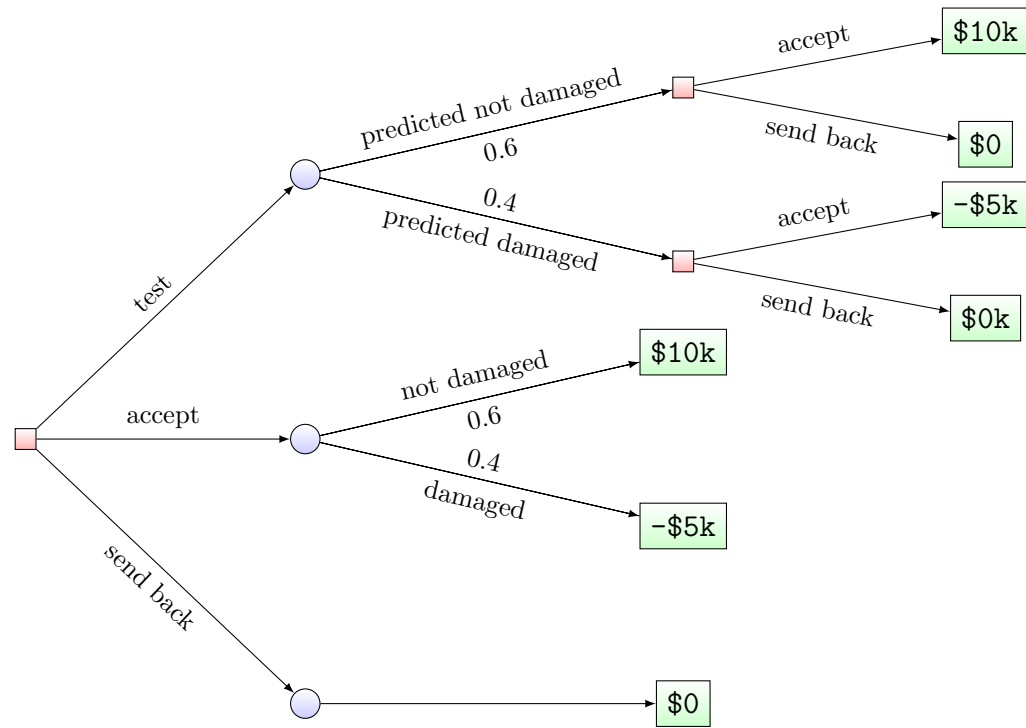 accept
$10k
predicted not damaged
0.6
send back
$0
0.4
predicted damaged
accept
-$5k
send back
$0k
test
accept
not damaged
0.6
$10k
0.4
damaged
-$5k
send back
$0